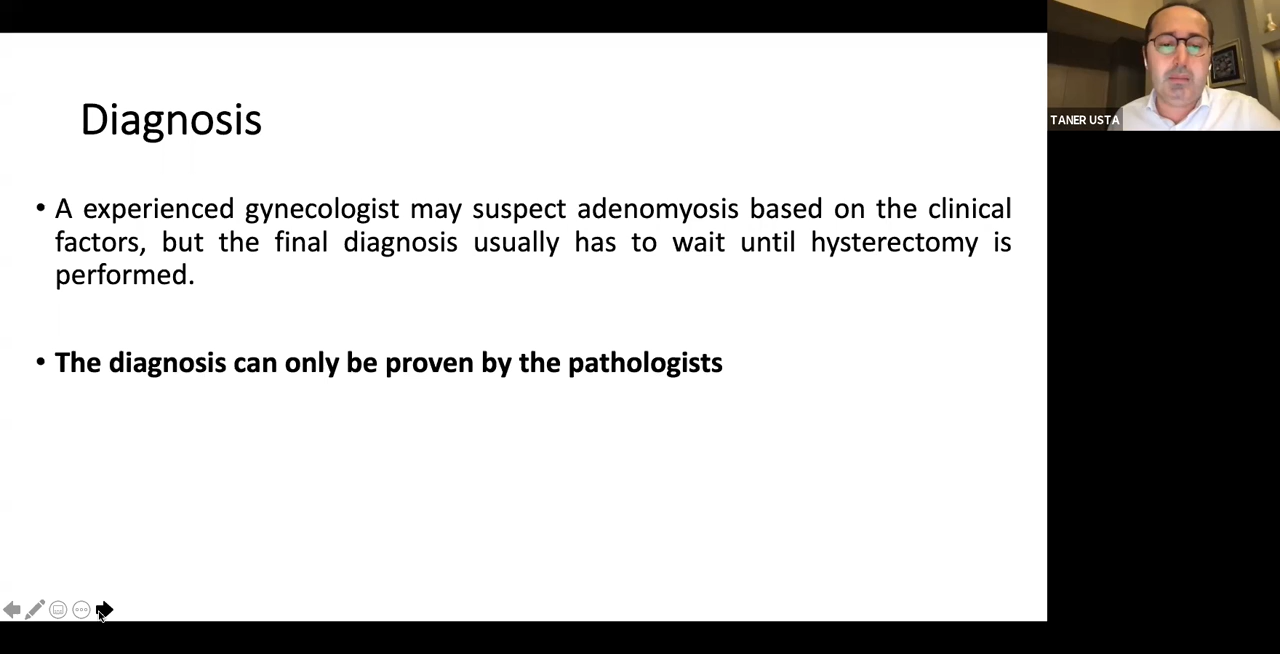 Diagnosis
• A experienced gynecologist may suspect adenomyosis based on the clinical
factors, but the final diagnosis usually has to wait until hysterectomy is
performed.
• The diagnosis can only be proven by the pathologists
TANER USTA